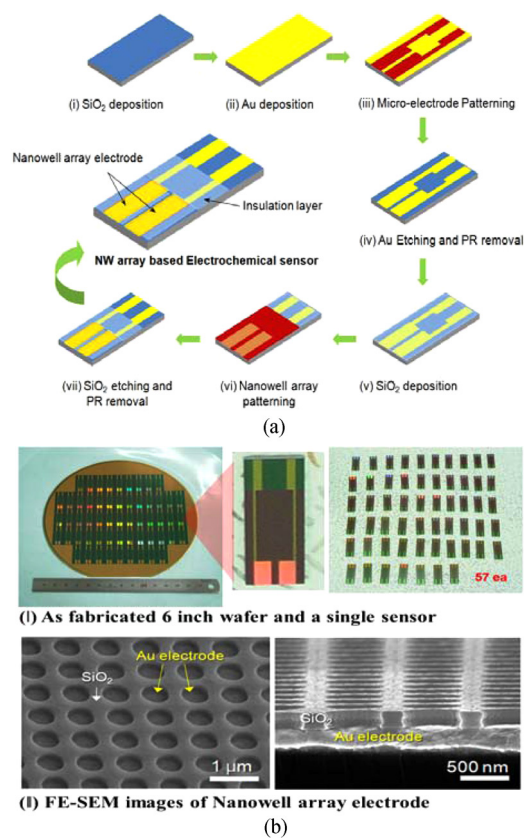 (a)
(i) SiO₂ deposition
(ii) Au deposition
(iii) Micro-electrode Patterning
Nanowell array electrode
Insulation layer
NW array based Electrochemical sensor
(iv) Au Etching and PR removal
(vii) SiO₂ etching and
PR removal
(vi) Nanowell array
patterning
(v) SiO₂ deposition
(a)
57 ea
(Ⅰ) As fabricated 6 inch wafer and a single sensor
SiO₂
Au electrode
1 µm
SiO₂
Au electrode
500 nm
(Ⅱ) FE-SEM images of Nanowell array electrode
(b)